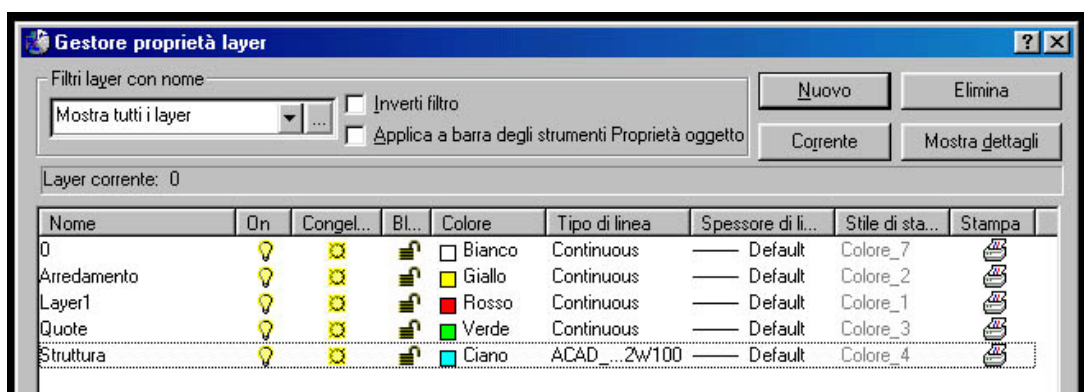 Gestore proprietà layer
Filtri layer con nome
Mostra tutti i layer
...
Inverti filtro
Applica a barra degli strumenti Proprietà oggetto
Nuovo
Elimina
Corrente
Mostra dettagli
Layer corrente: 0
Nome On Congel... Bl... Colore Tipo di linea Spessore di li... Stile di sta... Stampa
0 Bianco Continuous Default Colore_7
Arredamento Giallo Continuous Default Colore_2
Layer1 Rosso Continuous Default Colore_1
Quote Verde Continuous Default Colore_3
Struttura Ciano ACAD_...2W100 Default Colore_4